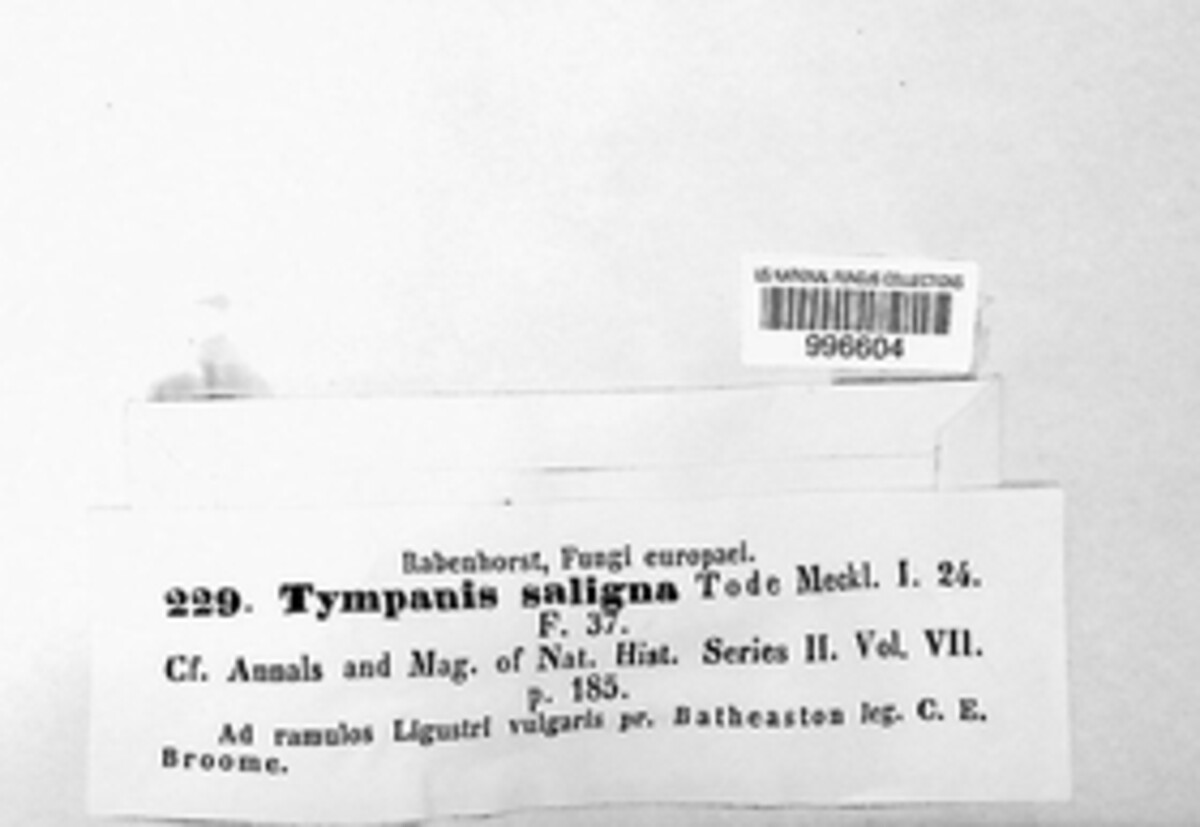 US NATIONAL FUNGUS COLLECTIONS
996604
Rabenhorst, Fungi europaei.
229. Tympanis saligna Tode Meckl. I. 24.
F. 37.
Cf. Annals and Mag. of Nat. Hist. Series II. Vol. VII.
p. 185.
Ad ramulos Ligustri vulgaris pr. Batheaston leg. C. E.
Broome.